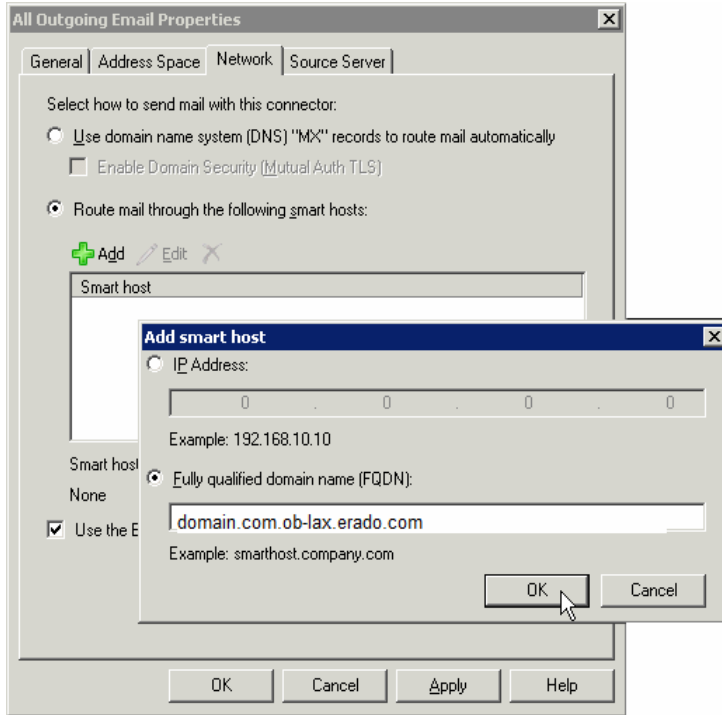 All Outgoing Email Properties
General Address Space Network Source Server
Select how to send mail with this connector:
Use domain name system (DNS) "MX" records to route mail automatically
Enable Domain Security (Mutual Auth TLS)
Route mail through the following smart hosts:
Add Edit
Smart host
Add smart host
IP Address:
0 . 0 . 0 . 0
Example: 192.168.10.10
Smart host
Fully qualified domain name (FQDN):
None
domain.com.ob-lax.erado.com
Use the E
Example: smarthost.company.com
OK Cancel
OK Cancel Apply Help